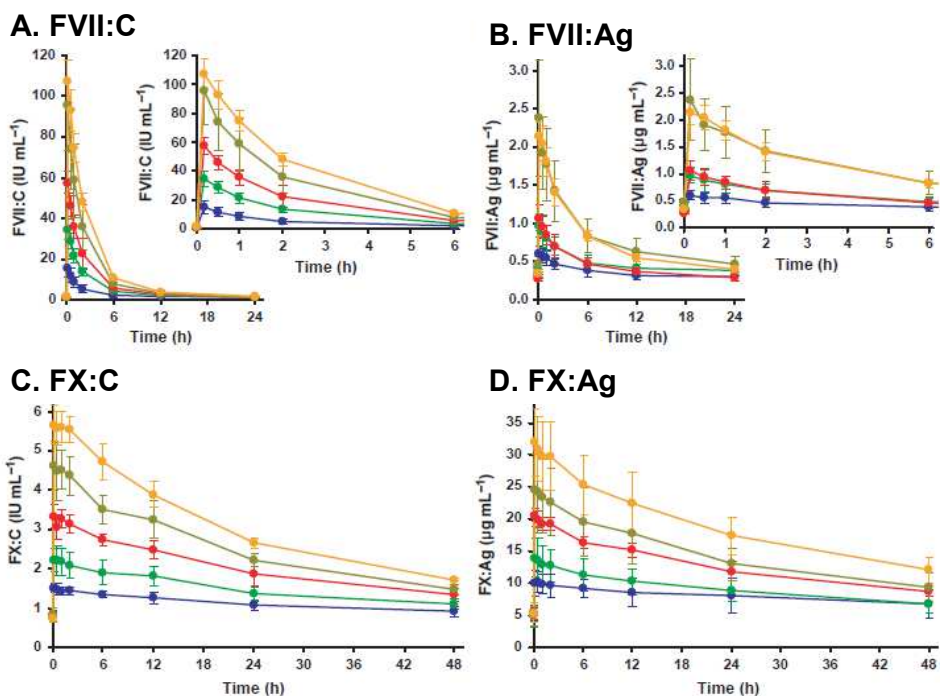 A. FVII:C
FVII:C (IU mL⁻¹)
120
100
80
60
40
20
0
0 6 12 18 24
Time (h)
FVII:C (IU mL⁻¹)
120
100
80
60
40
20
0
0 1 2 3 4 5 6
Time (h)
B. FVII:Ag
FVII:Ag (µg mL⁻¹)
3.0
2.5
2.0
1.5
1.0
0.5
0.0
0 6 12 18 24
Time (h)
FVII:Ag (µg mL⁻¹)
3.0
2.5
2.0
1.5
1.0
0.5
0.0
0 1 2 3 4 5 6
Time (h)
C. FX:C
FX:C (IU mL⁻¹)
6
5
4
3
2
1
0
0 6 12 18 24 30 36 42 48
Time (h)
D. FX:Ag
FX:Ag (µg mL⁻¹)
35
30
25
20
15
10
5
0
0 6 12 18 24 30 36 42 48
Time (h)